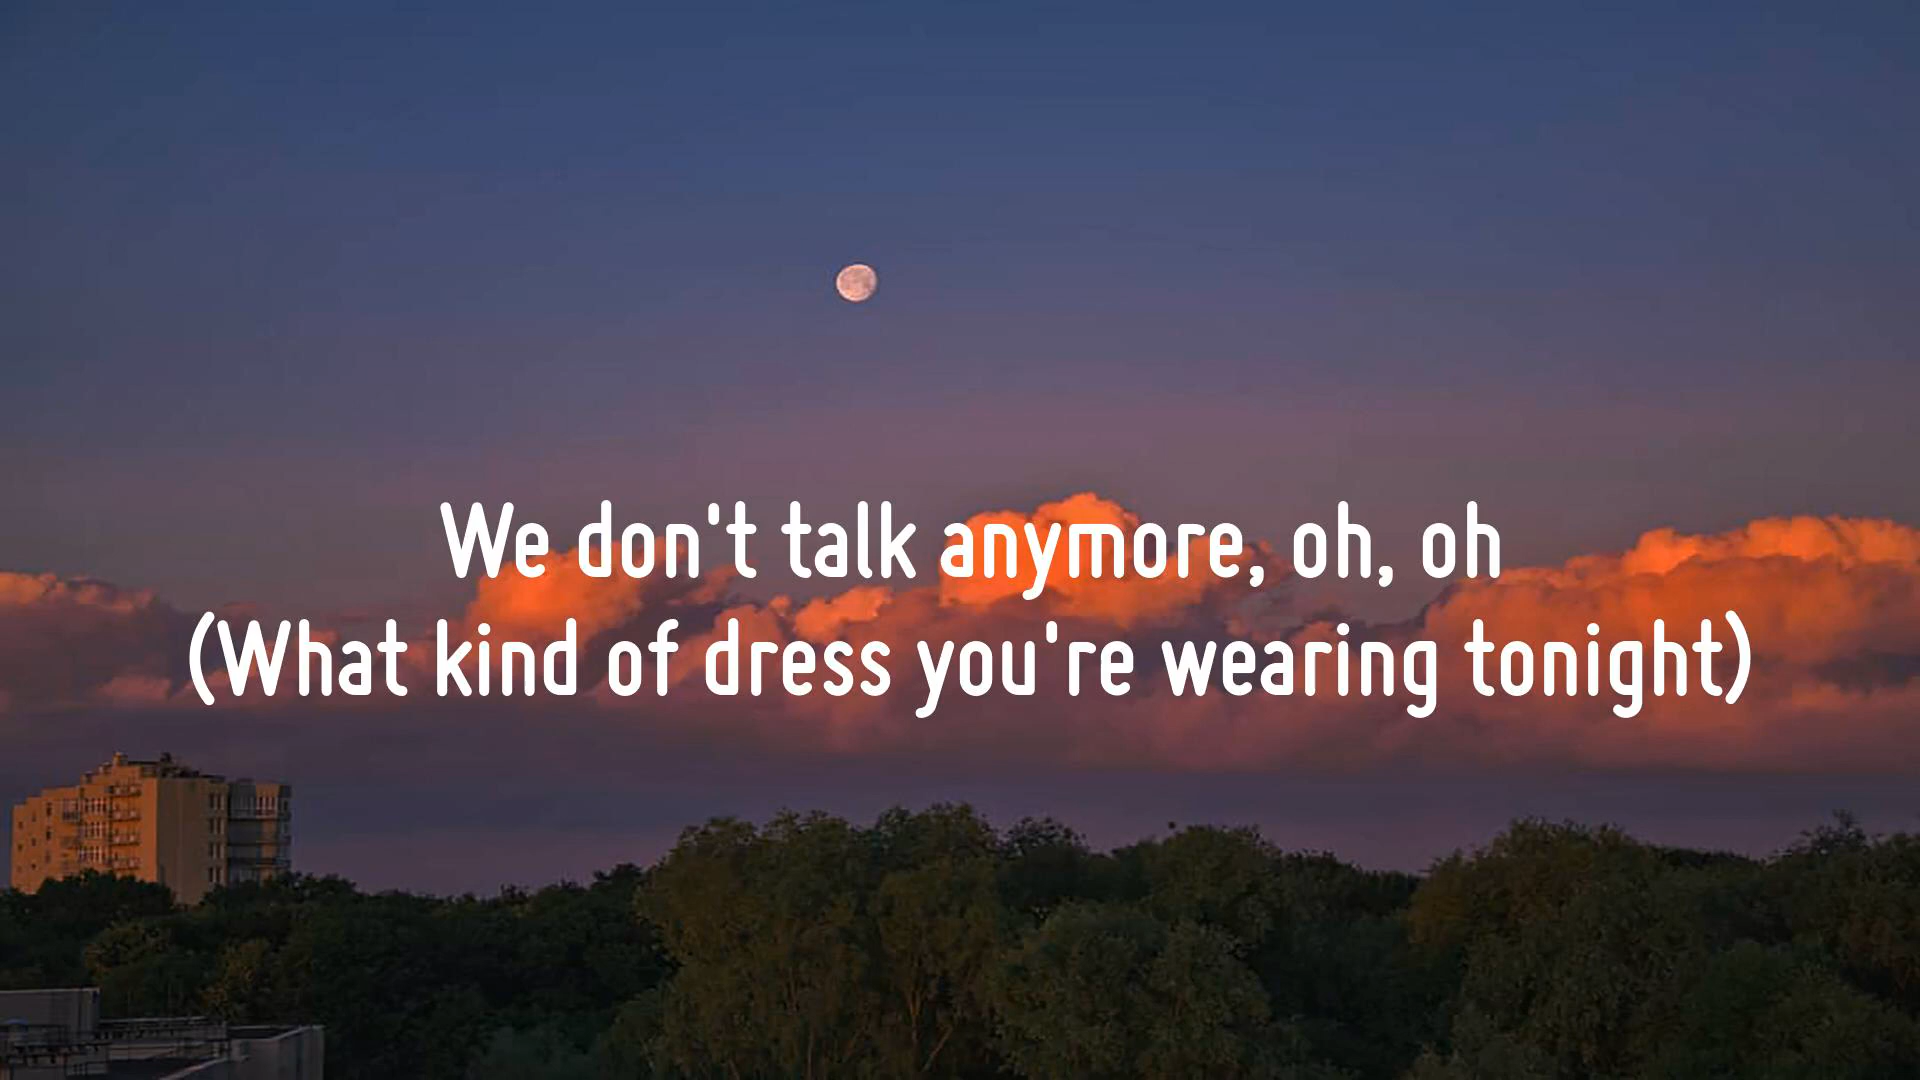 We don't talk anymore, oh, oh
(What kind of dress you're wearing tonight)